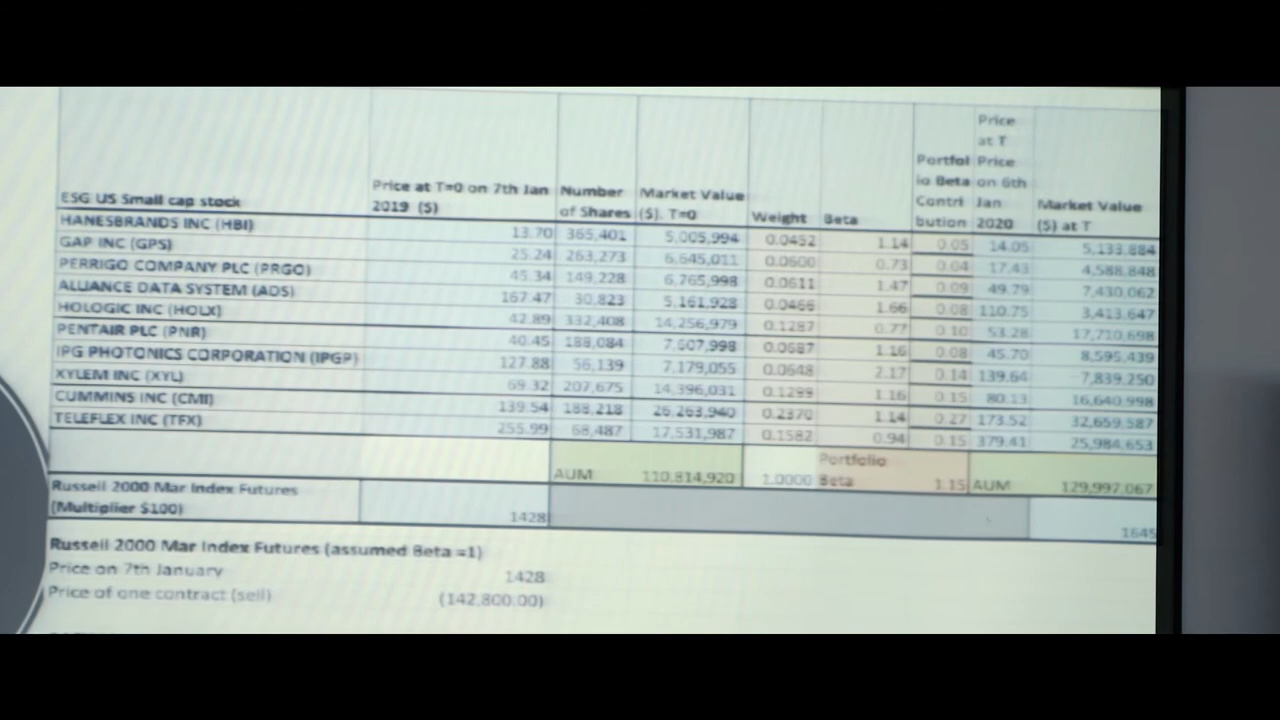 ESG US Small cap stock Price at T=0 on 7th Jan 2019 ($) Number of Shares Market Value ($). T=0 Weight Beta Portfolio Beta Contribution Price at T Price on 6th Jan 2020 Market Value ($) at T
HANESBRANDS INC (HBI) 13.70 365,401 5,005,994 0.0452 1.14 0.05 14.05 5,133,884
GAP INC (GPS) 25.24 263,273 6,645,011 0.0600 0.73 0.04 17.43 4,588,848
PERRIGO COMPANY PLC (PRGO) 45.34 149,228 6,765,998 0.0611 1.47 0.09 49.79 7,430,062
ALLIANCE DATA SYSTEM (ADS) 167.47 30,823 5,161,928 0.0466 1.66 0.08 110.75 3,413,647
HOLOGIC INC (HOLX) 42.89 332,408 14,256,979 0.1287 0.77 0.10 53.28 17,710,698
PENTAIR PLC (PNR) 40.45 188,084 7,607,998 0.0687 1.16 0.08 45.70 8,595,439
IPG PHOTONICS CORPORATION (IPGP) 127.88 56,139 7,179,055 0.0648 2.17 0.14 139.64 7,839,250
XYLEM INC (XYL) 69.32 207,675 14,396,031 0.1299 1.16 0.15 80.13 16,640,998
CUMMINS INC (CMI) 139.54 188,218 26,263,940 0.2370 1.14 0.27 173.52 32,659,587
TELEFLEX INC (TFX) 255.99 68,487 17,531,987 0.1582 0.94 0.15 379.41 25,984,653
AUM 110,814,920 1.0000 Portfolio Beta 1.15 AUM 129,997,067
Russell 2000 Mar Index Futures
(Multiplier $100) 1428 1645
Russell 2000 Mar Index Futures (assumed Beta =1)
Price on 7th January 1428
Price of one contract (sell) (142,800.00)